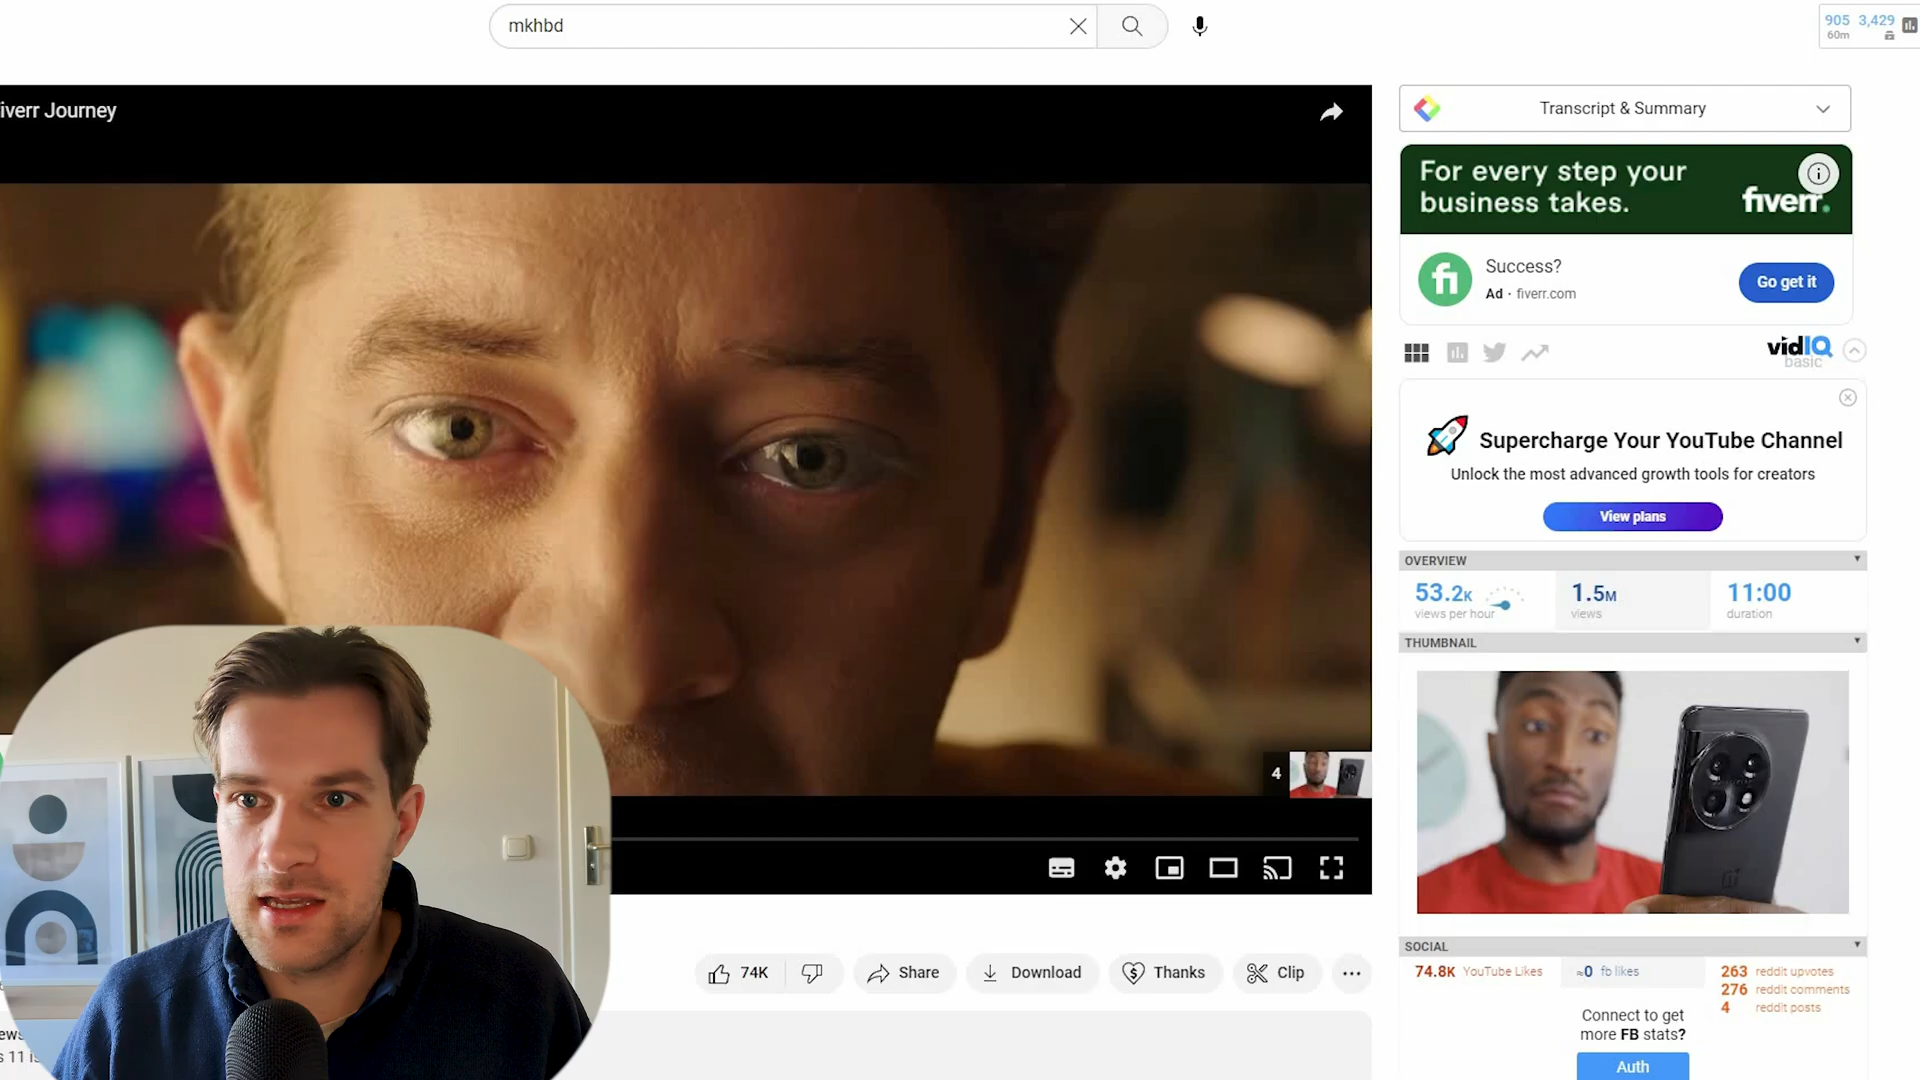 mkhbd
905 3,429
60m
iverr Journey
Transcript & Summary
For every step your
business takes.
fiverr.
fi
Success?
Ad · fiverr.com
Go get it
vidIQ
basic
Supercharge Your YouTube Channel
Unlock the most advanced growth tools for creators
View plans
OVERVIEW
53.2K
views per hour
1.5M
views
11:00
duration
THUMBNAIL
4
74K
Share
Download
Thanks
Clip
SOCIAL
74.8K YouTube Likes
≈0 fb likes
263 reddit upvotes
276 reddit comments
4 reddit posts
Connect to get
more FB stats?
Auth
ews
s 11 is